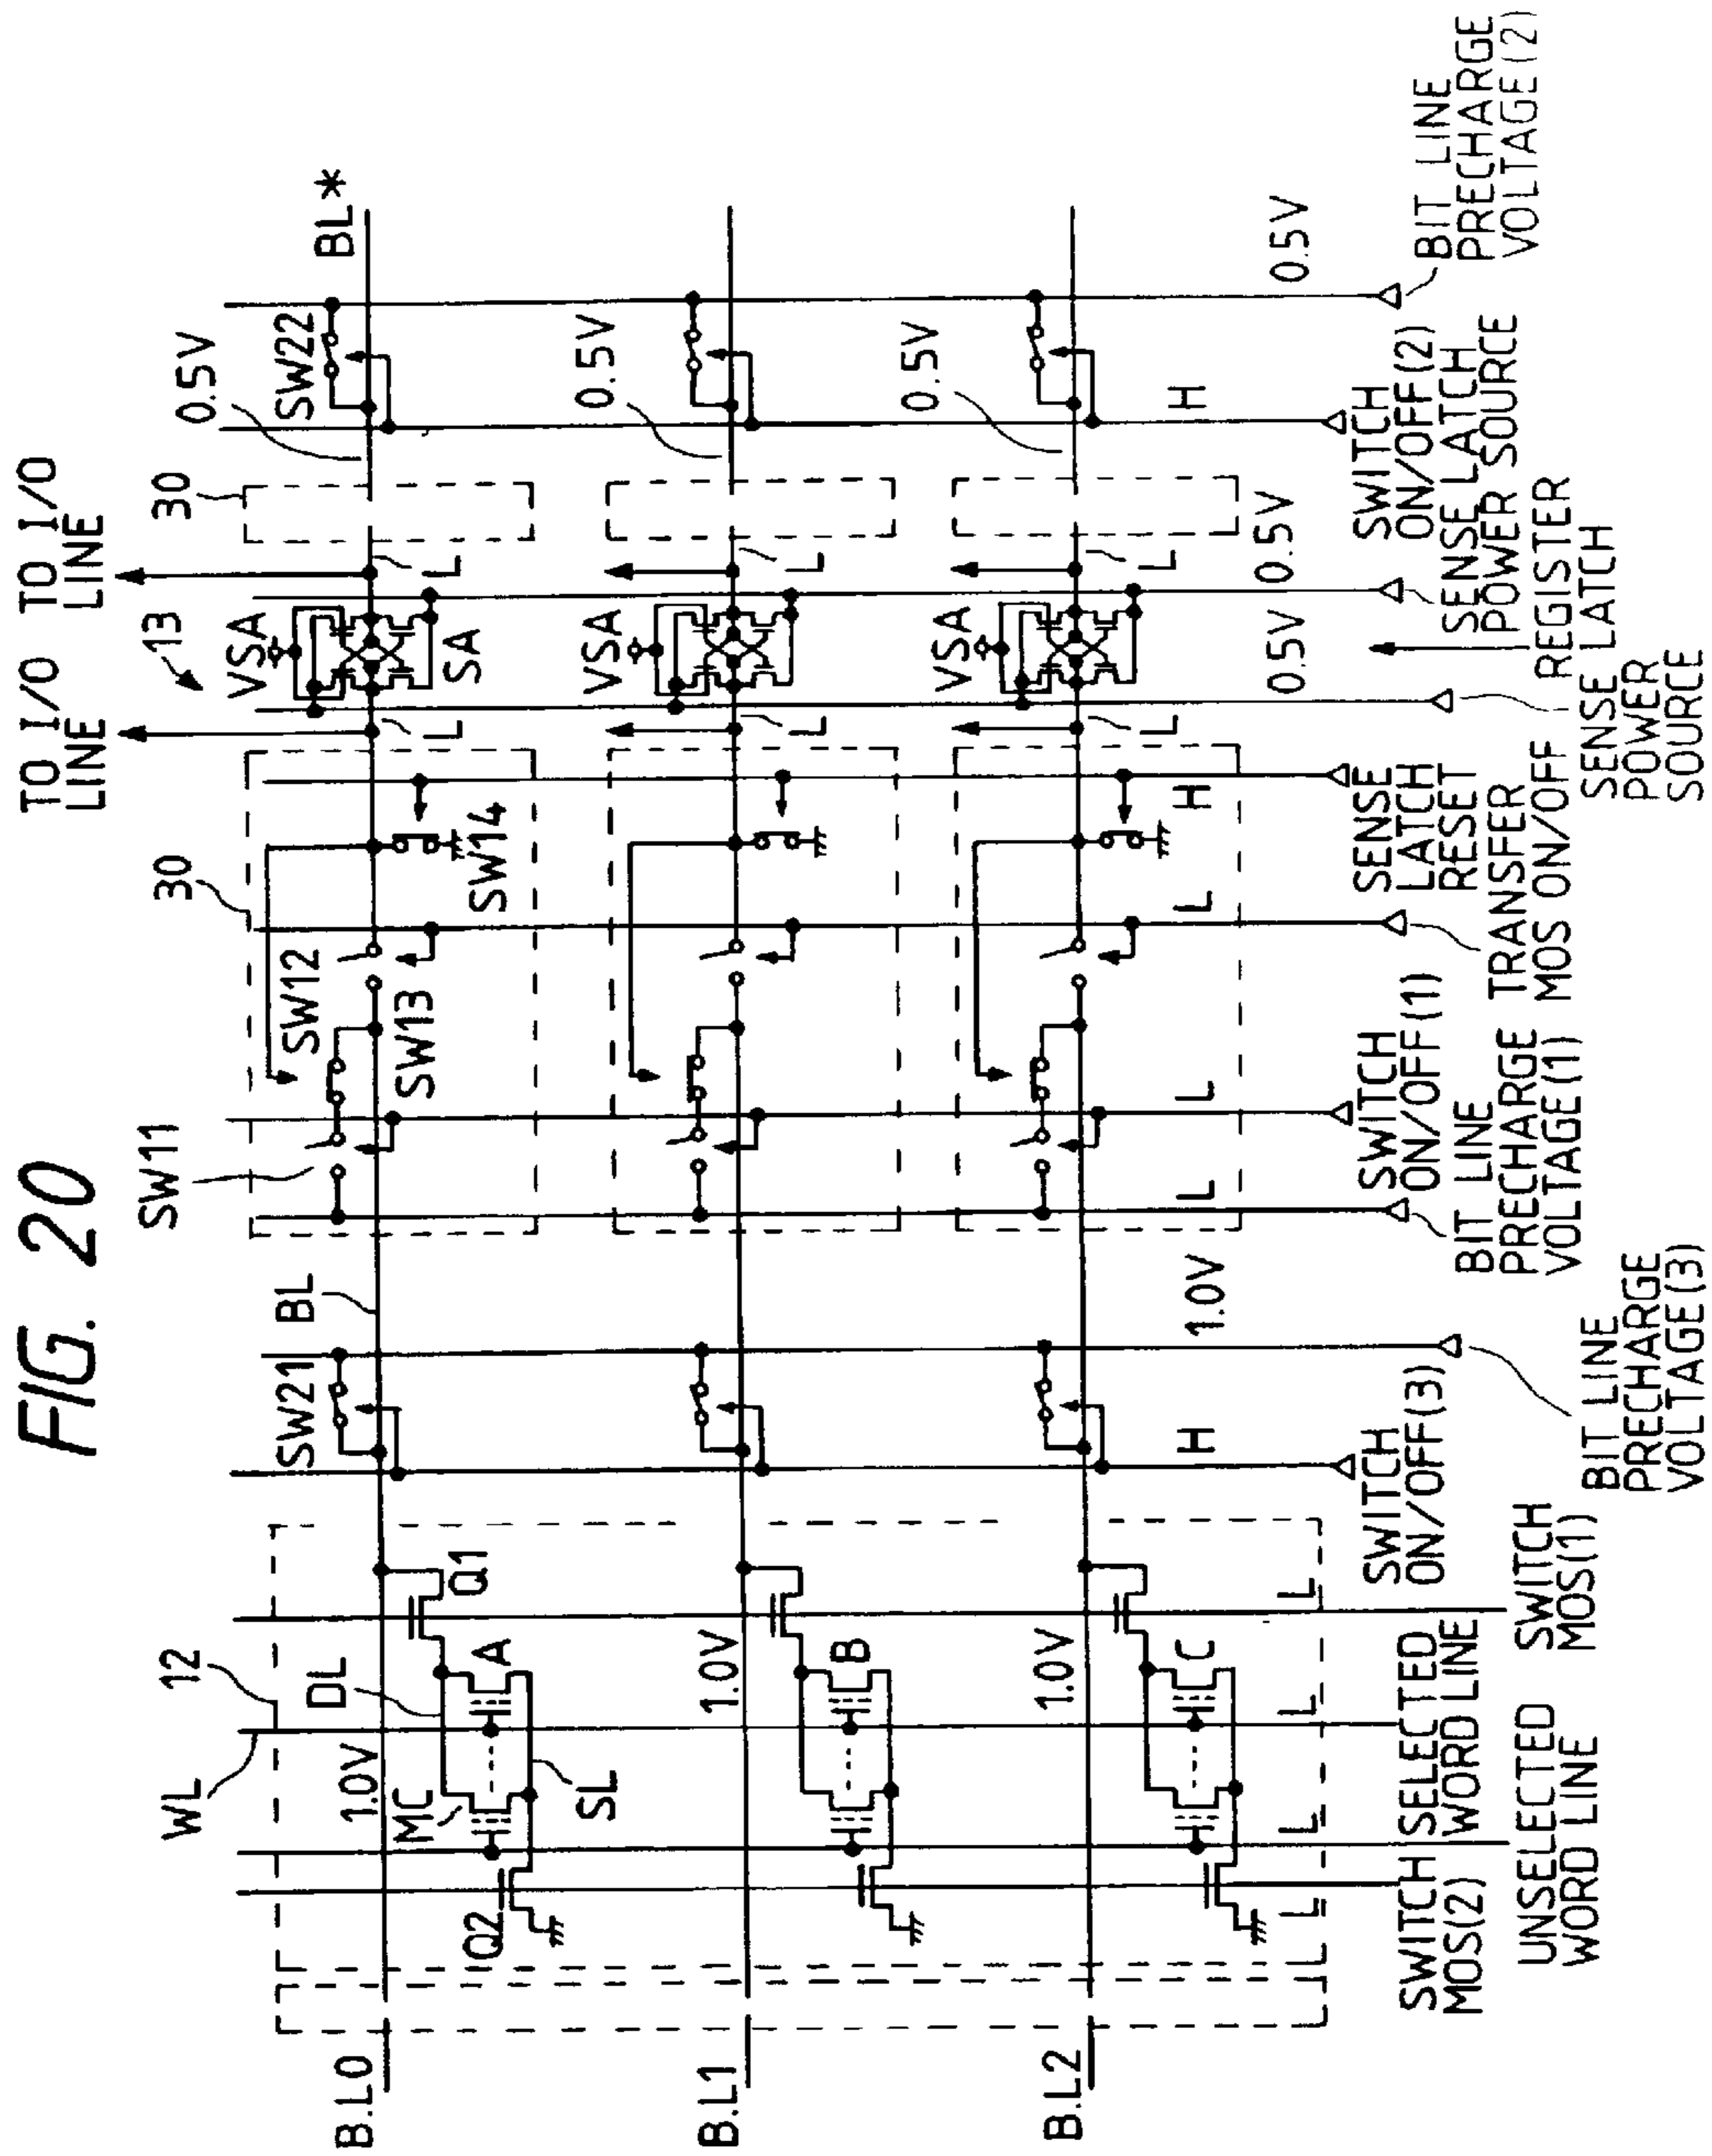 FIG. 20
TO I/O
LINE
TO I/O
LINE
13
SW11
30
30
WL
12
DL
1.0V
MC
A
Q1
Q2
SL
SW21
BL
SW12
SW13
SW14
VSA
SA
L
L
0.5V
SW22
BL*
B.L0
1.0V
B
VSA
L
L
0.5V
B.L1
1.0V
C
VSA
L
L
0.5V
B.L2
L
L
L
L
H
1.0V
L
L
L
H
0.5V
0.5V
H
0.5V
SWITCH
MOS(2)
UNSELECTED
WORD LINE
SELECTED
WORD LINE
SWITCH
MOS(1)
SWITCH
ON/OFF(3)
BIT LINE
PRECHARGE
VOLTAGE(3)
BIT LINE
PRECHARGE
VOLTAGE(1)
SWITCH
ON/OFF(1)
TRANSFER
MOS ON/OFF
SENSE
LATCH
RESET
SENSE LATCH
POWER
SOURCE
REGISTER
SENSE LATCH
POWER SOURCE
SWITCH
ON/OFF(2)
BIT LINE
PRECHARGE
VOLTAGE(2)